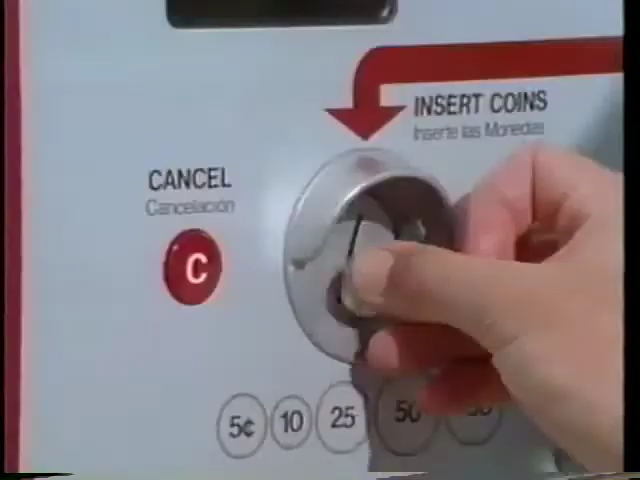 INSERT COINS
Inserte las Monedas
CANCEL
Cancelación
C
5¢ 10 25 50